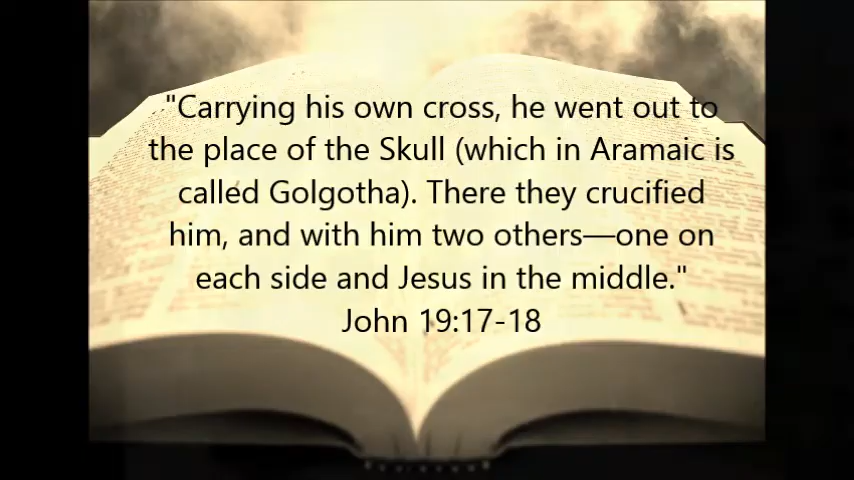 "Carrying his own cross, he went out to
the place of the Skull (which in Aramaic is
called Golgotha). There they crucified
him, and with him two others—one on
each side and Jesus in the middle."
John 19:17-18